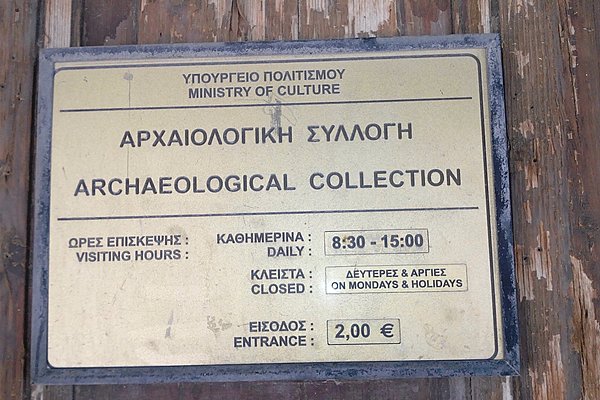 ΥΠΟΥΡΓΕΙΟ ΠΟΛΙΤΙΣΜΟΥ
MINISTRY OF CULTURE
ΑΡΧΑΙΟΛΟΓΙΚΗ ΣΥΛΛΟΓΗ
ARCHAEOLOGICAL COLLECTION
ΩΡΕΣ ΕΠΙΣΚΕΨΗΣ : ΚΑΘΗΜΕΡΙΝΑ : 8:30 - 15:00
VISITING HOURS : DAILY :
ΚΛΕΙΣΤΑ : ΔΕΥΤΕΡΕΣ & ΑΡΓΙΕΣ
CLOSED : ON MONDAYS & HOLIDAYS
ΕΙΣΟΔΟΣ : 2,00 €
ENTRANCE :